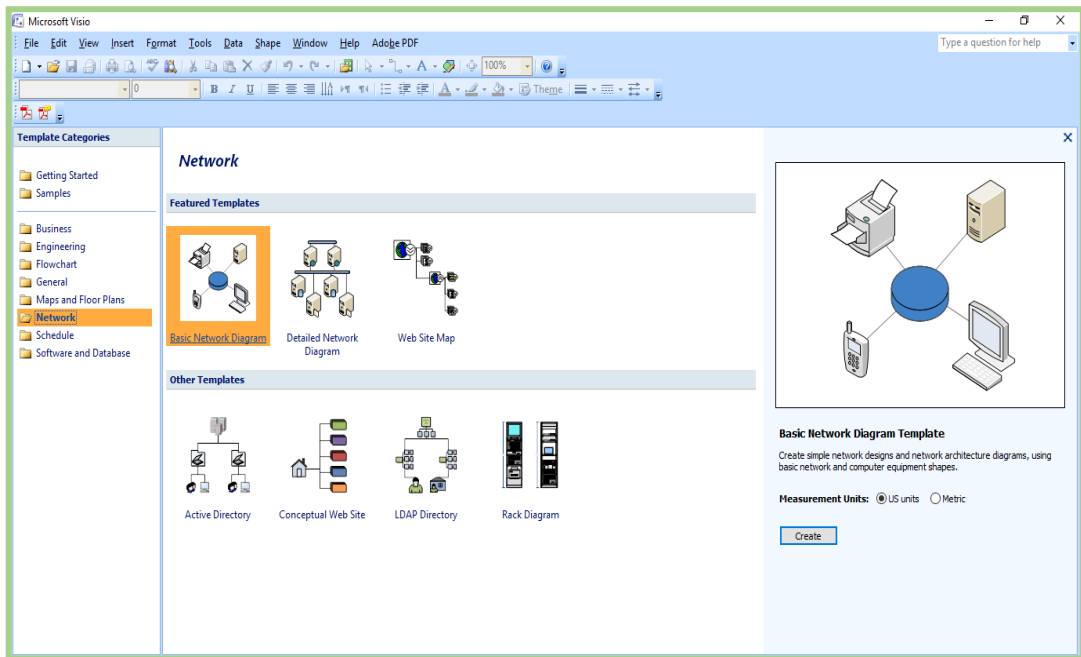 Microsoft Visio
File Edit View Insert Format Tools Data Shape Window Help Adobe PDF
Type a question for help
100%
0
B I U
A
Theme
Template Categories
Getting Started
Samples
Business
Engineering
Flowchart
General
Maps and Floor Plans
Network
Schedule
Software and Database
Network
Featured Templates
Basic Network Diagram
Detailed Network
Diagram
Web Site Map
Other Templates
Active Directory
Conceptual Web Site
LDAP Directory
Rack Diagram
Basic Network Diagram Template
Create simple network designs and network architecture diagrams, using
basic network and computer equipment shapes.
Measurement Units: US units Metric
Create